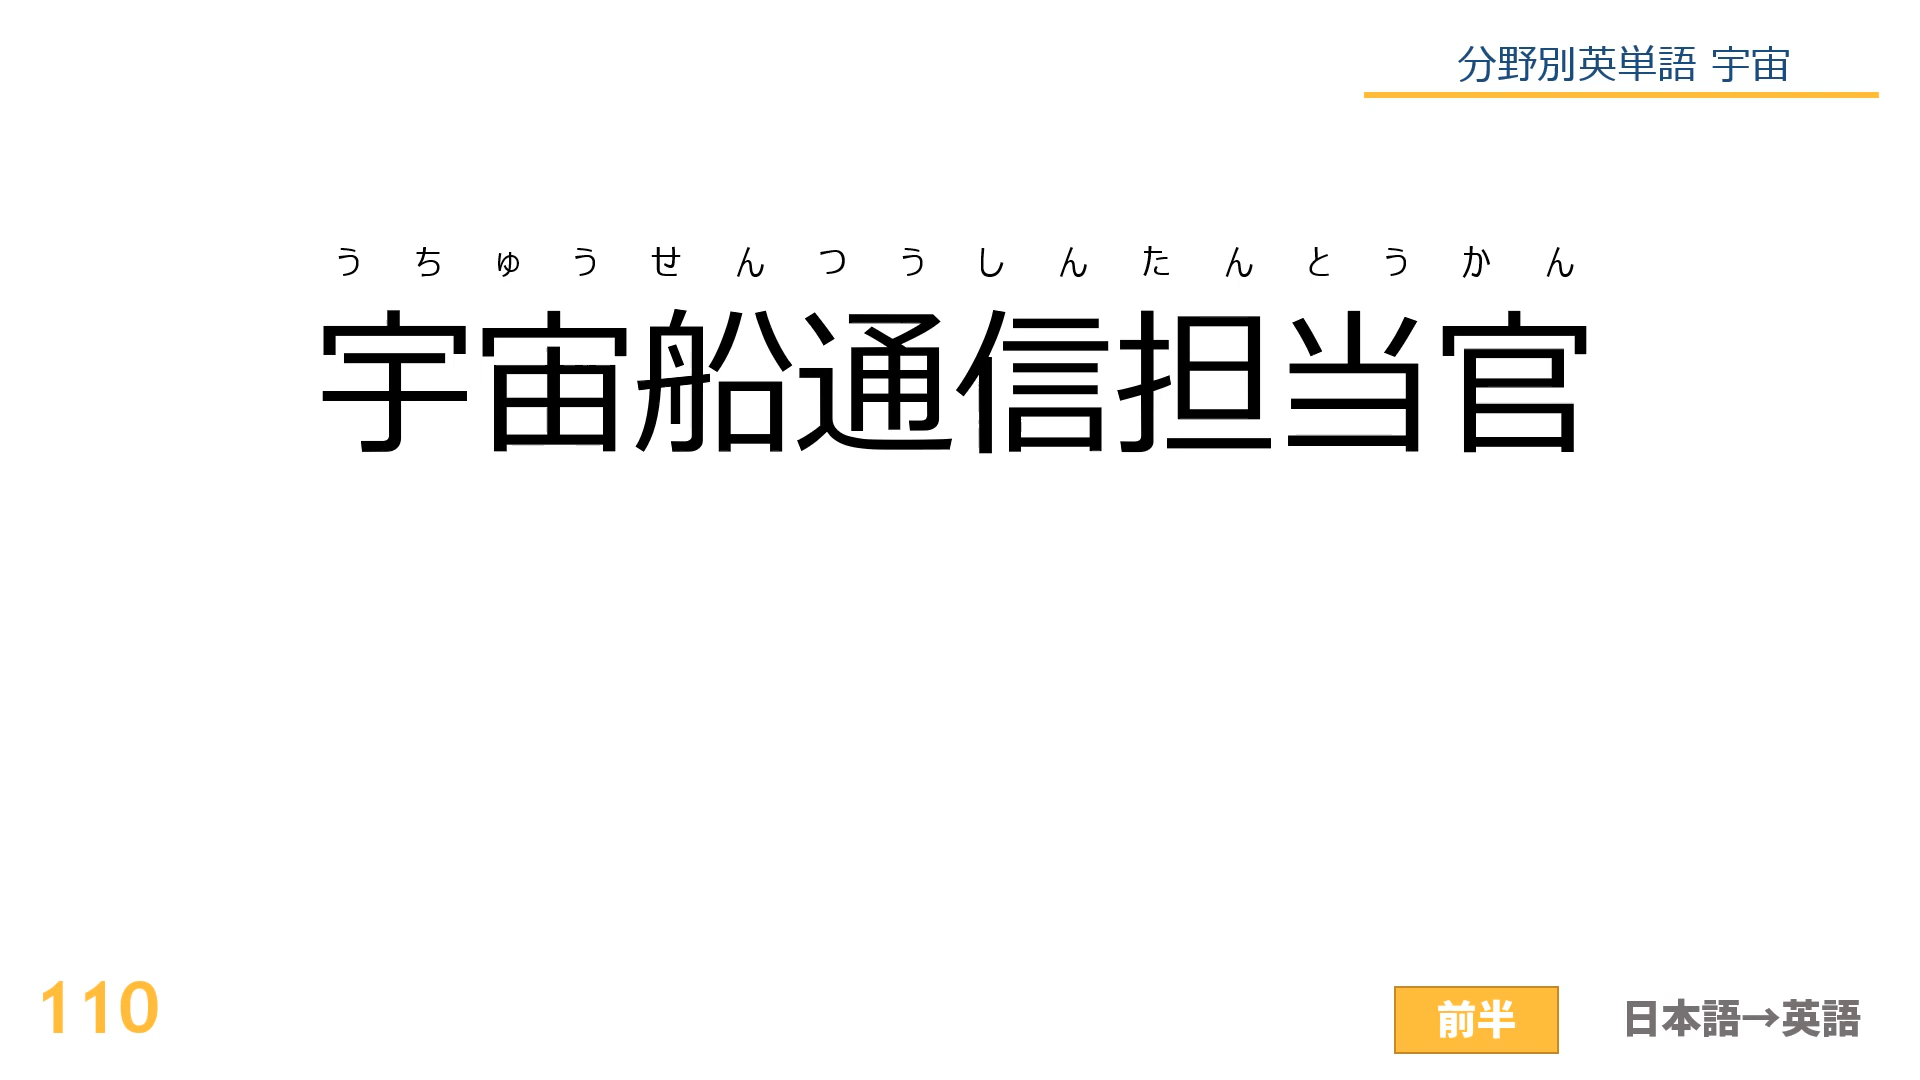 分野別英単語 宇宙
うちゅうせんつうしんたんとうかん
宇宙船通信担当官
110
前半
日本語→英語